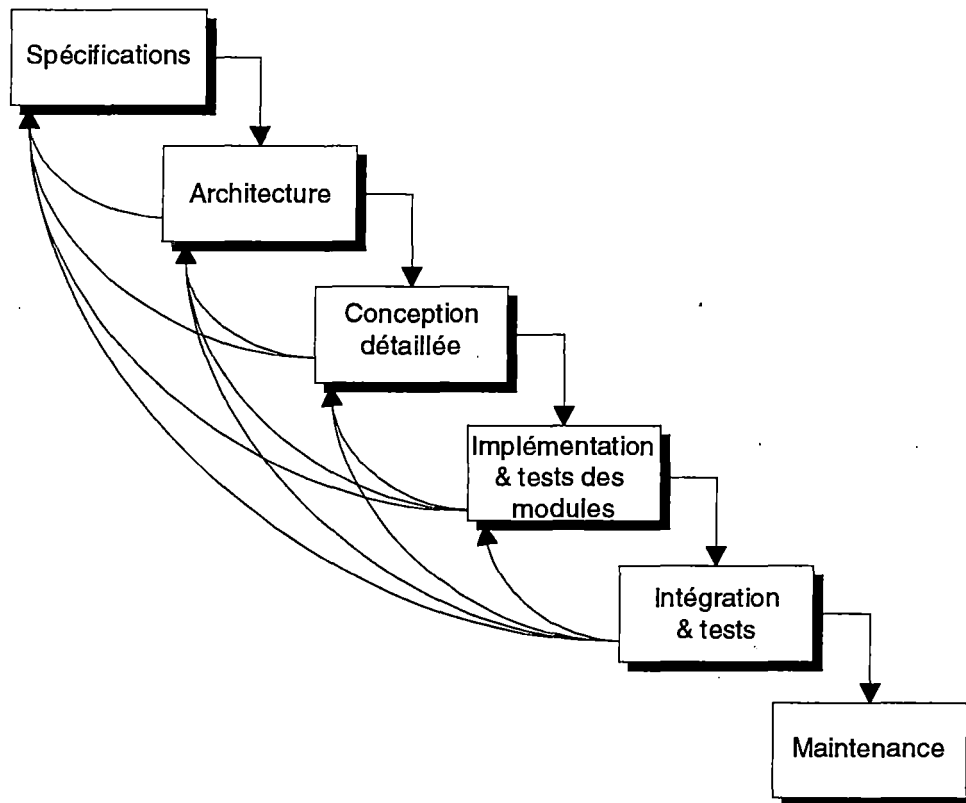 Spécifications
Architecture
Conception
détaillée
Implémentation
& tests des
modules
Intégration
& tests
Maintenance